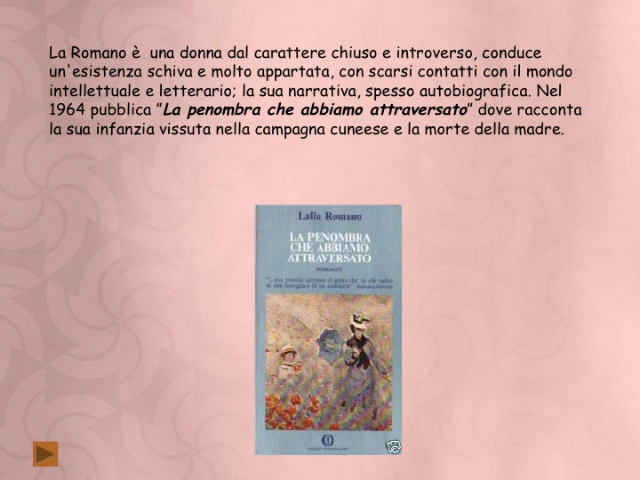 La Romano è una donna dal carattere chiuso e introverso, conduce
un'esistenza schiva e molto appartata, con scarsi contatti con il mondo
intellettuale e letterario; la sua narrativa, spesso autobiografica. Nel
1964 pubblica "La penombra che abbiamo attraversato" dove racconta
la sua infanzia vissuta nella campagna cuneese e la morte della madre.
Lalla Romano
LA PENOMBRA
CHE ABBIAMO
ATTRAVERSATO
ROMANZO